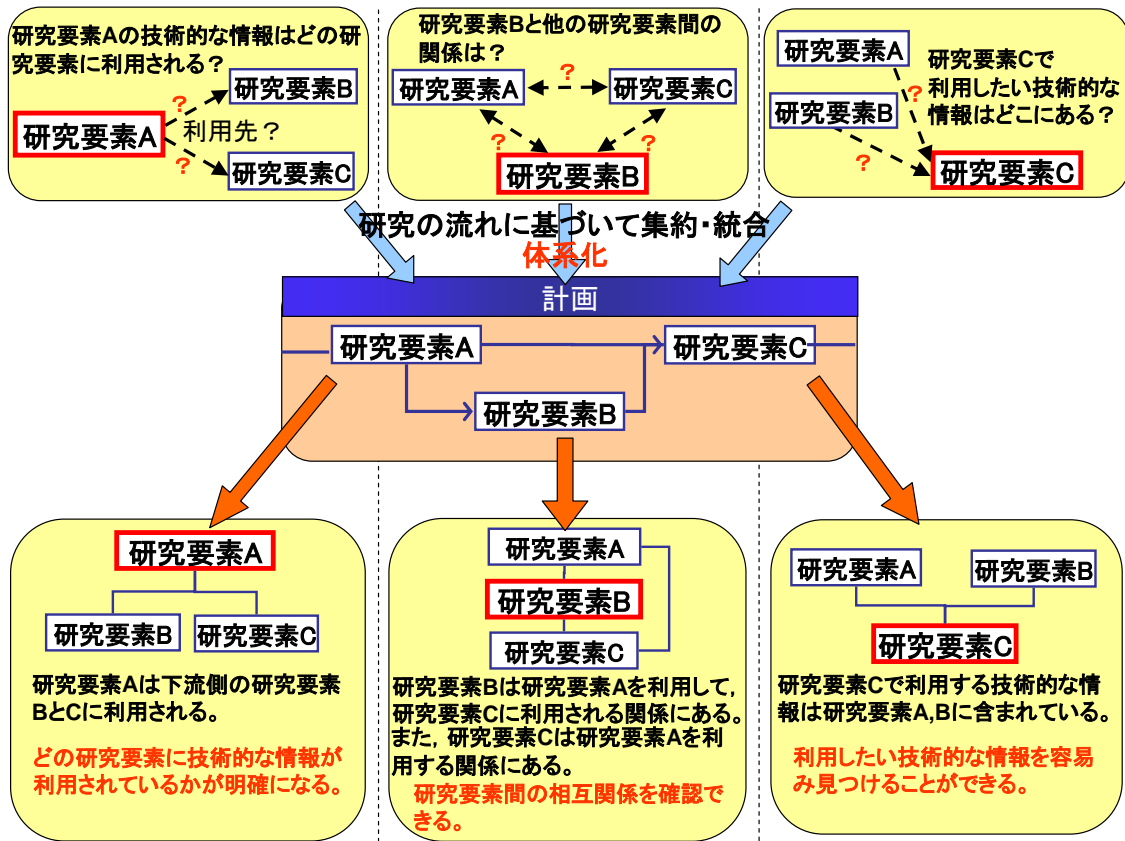 研究要素Aの技術的な情報はどの研
究要素に利用される？
研究要素B
？
研究要素A
利用先？
？
研究要素C
研究要素Bと他の研究要素間の
関係は？
？
研究要素A
研究要素C
？
？
研究要素B
研究要素A
研究要素Cで
利用したい技術的な
情報はどこにある？
？
研究要素B
？
研究要素C
研究の流れに基づいて集約・統合
体系化
計画
研究要素A
研究要素C
研究要素B
研究要素A
研究要素B
研究要素C
研究要素Aは下流側の研究要素
BとCに利用される。
どの研究要素に技術的な情報が
利用されているかが明確になる。
研究要素A
研究要素B
研究要素C
研究要素Bは研究要素Aを利用して，
研究要素Cに利用される関係にある。
また，研究要素Cは研究要素Aを利
用する関係にある。
研究要素間の相互関係を確認で
きる。
研究要素A
研究要素B
研究要素C
研究要素Cで利用する技術的な情
報は研究要素A,Bに含まれている。
利用したい技術的な情報を容易
み見つけることができる。